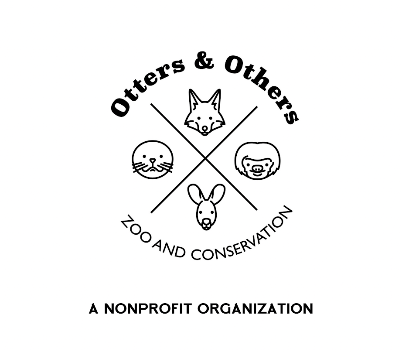 Otters & Others
ZOO AND CONSERVATION
A NONPROFIT ORGANIZATION